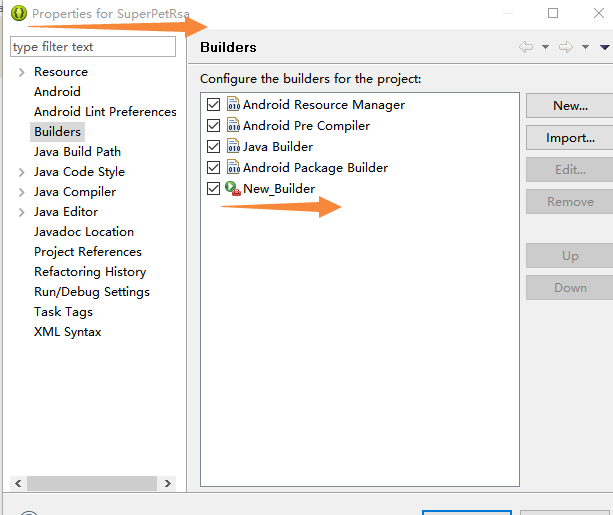 Properties for SuperPetRsa
type filter text
Builders
Resource
Android
Android Lint Preferences
Builders
Java Build Path
Java Code Style
Java Compiler
Java Editor
Javadoc Location
Project References
Refactoring History
Run/Debug Settings
Task Tags
XML Syntax
Configure the builders for the project:
Android Resource Manager
Android Pre Compiler
Java Builder
Android Package Builder
New_Builder
New...
Import...
Edit...
Remove
Up
Down